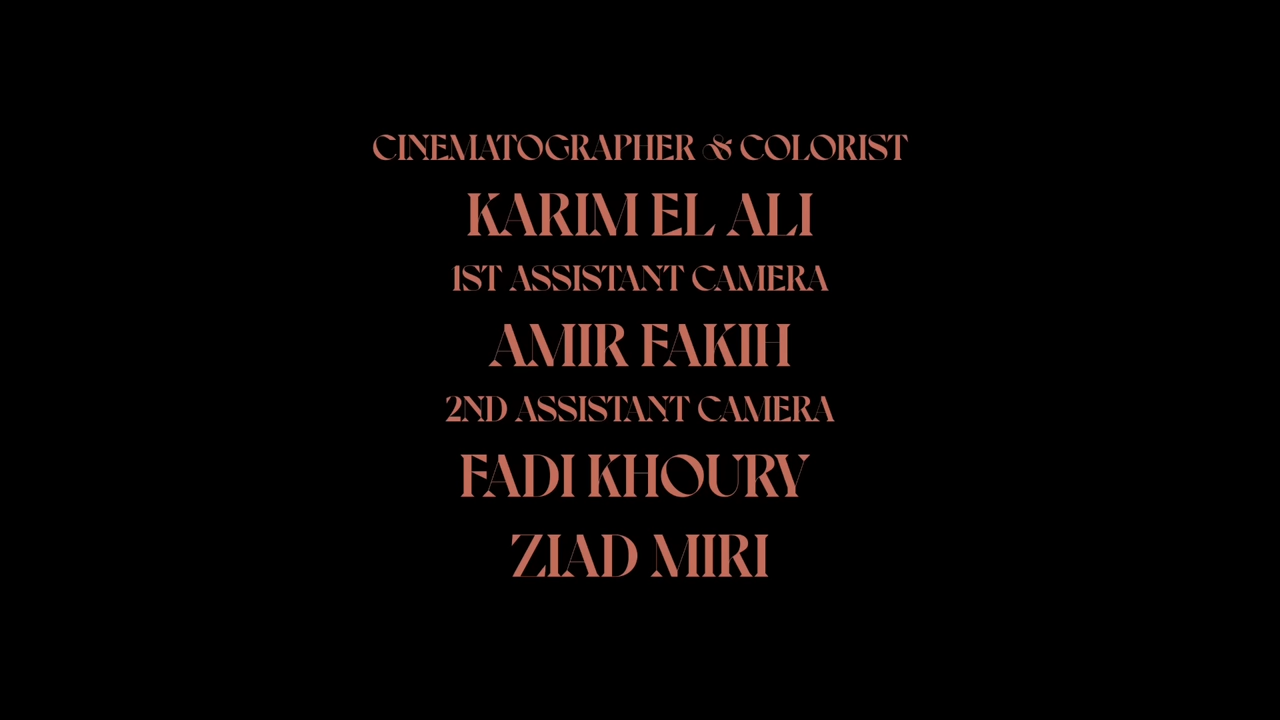 CINEMATOGRAPHER & COLORIST
KARIM EL ALI
1ST ASSISTANT CAMERA
AMIR FAKIH
2ND ASSISTANT CAMERA
FADI KHOURY
ZIAD MIRI